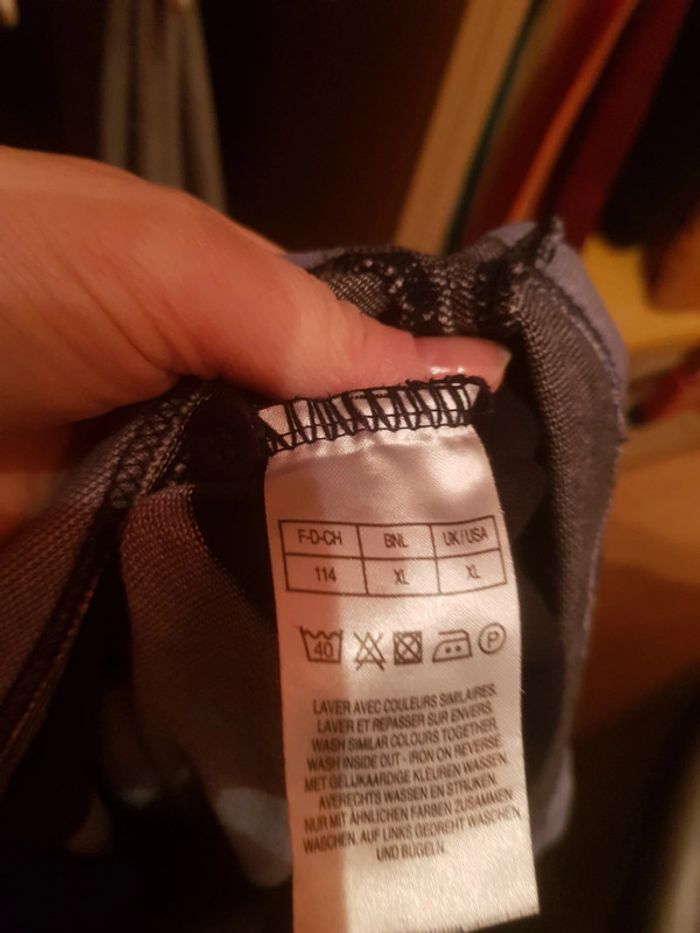 F-D-CH BNL UK/USA
114 XL XL
40 P
LAVER AVEC COULEURS SIMILAIRES.
LAVER ET REPASSER SUR ENVERS.
WASH SIMILAR COLOURS TOGETHER.
WASH INSIDE OUT - IRON ON REVERSE
MET GELIJKAARDIGE KLEUREN WASSEN.
AVERECHTS WASSEN EN STRIJKEN.
NUR MIT ÄHNLICHEN FARBEN ZUSAMMEN
WASCHEN, AUF LINKS GEDREHT WASCHEN
UND BÜGELN.